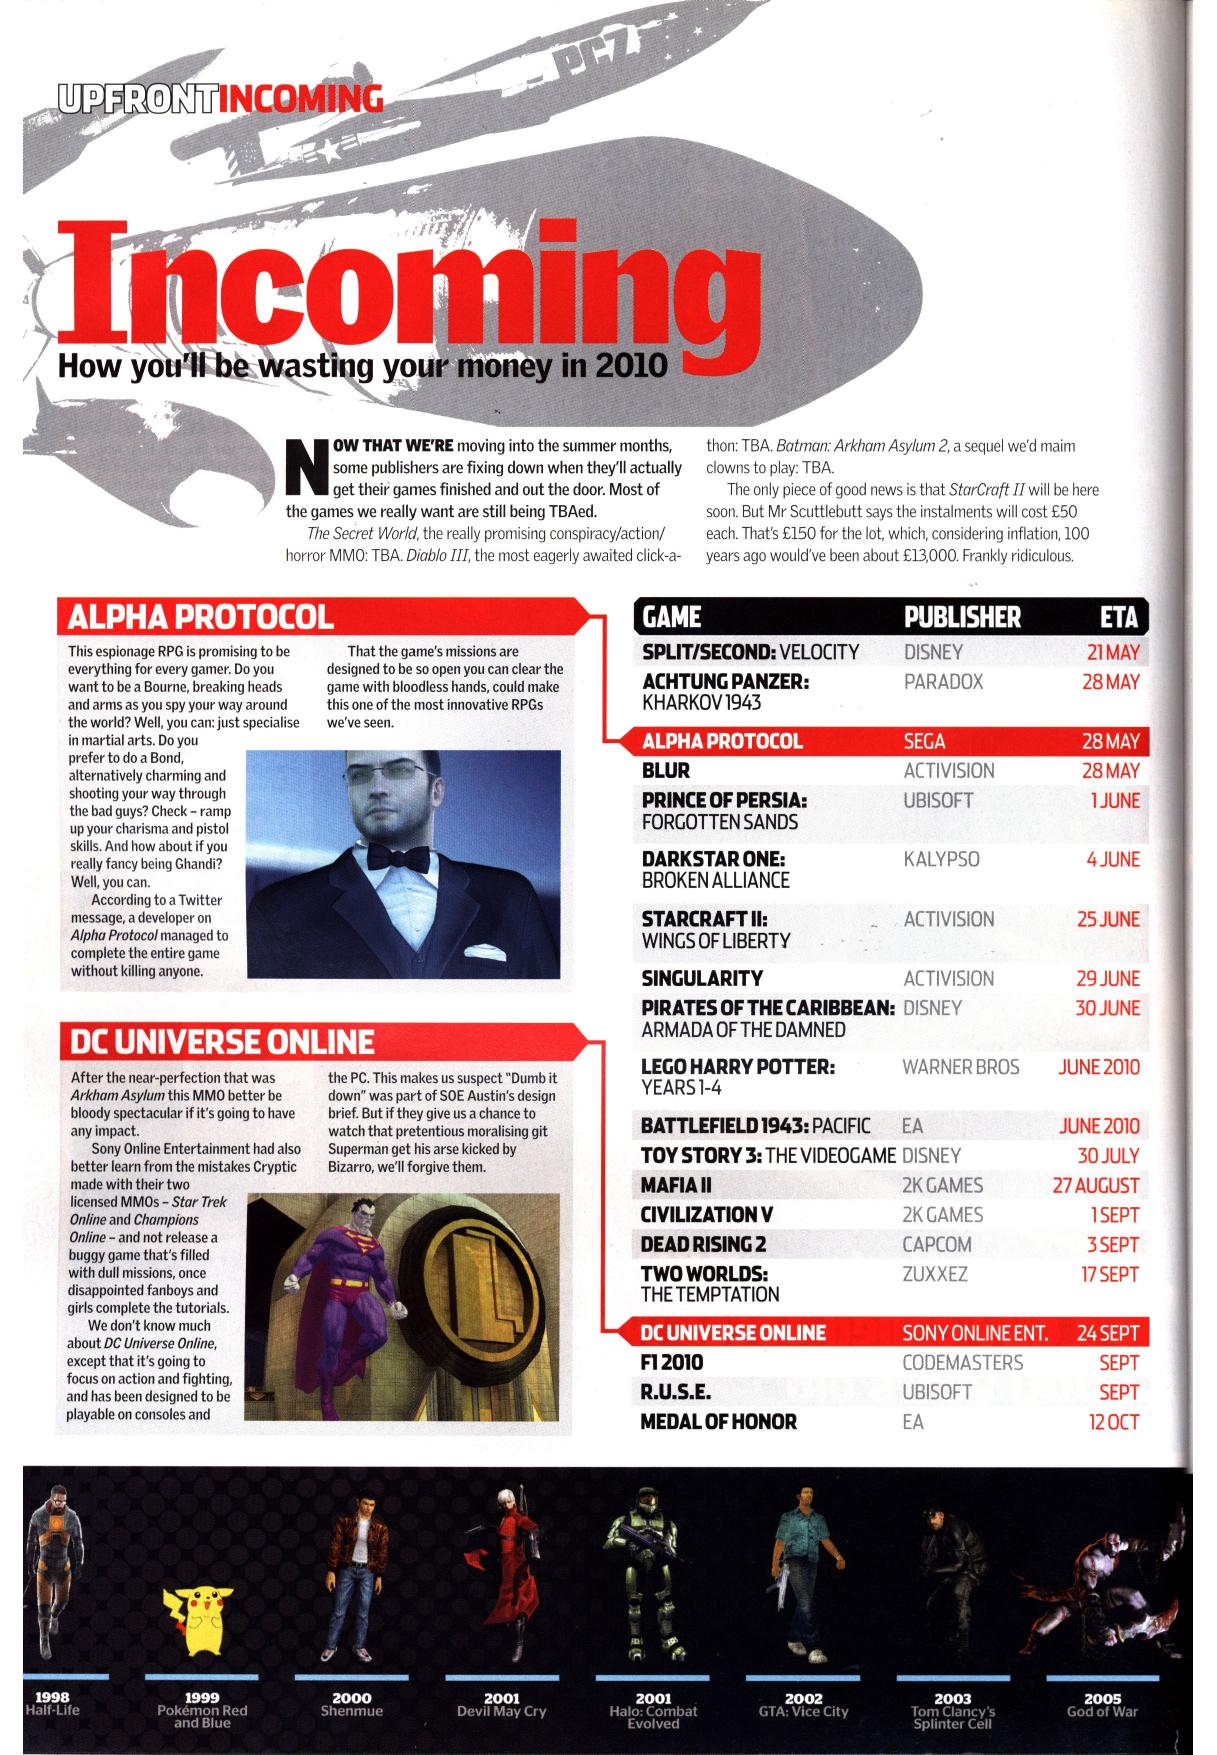 PCZ
UPFRONTINCOMING
Incoming
How you'll be wasting your money in 2010
NOW THAT WE'RE moving into the summer months,
some publishers are fixing down when they'll actually
get their games finished and out the door. Most of
the games we really want are still being TBAed.
The Secret World, the really promising conspiracy/action/
horror MMO: TBA. Diablo III, the most eagerly awaited click-a-
thon: TBA. Batman: Arkham Asylum 2, a sequel we'd maim
clowns to play: TBA.
The only piece of good news is that StarCraft II will be here
soon. But Mr Scuttlebutt says the instalments will cost £50
each. That's £150 for the lot, which, considering inflation, 100
years ago would've been about £13,000. Frankly ridiculous.
ALPHA PROTOCOL
This espionage RPG is promising to be
everything for every gamer. Do you
want to be a Bourne, breaking heads
and arms as you spy your way around
the world? Well, you can: just specialise
in martial arts. Do you
prefer to do a Bond,
alternatively charming and
shooting your way through
the bad guys? Check – ramp
up your charisma and pistol
skills. And how about if you
really fancy being Ghandi?
Well, you can.
According to a Twitter
message, a developer on
Alpha Protocol managed to
complete the entire game
without killing anyone.
That the game's missions are
designed to be so open you can clear the
game with bloodless hands, could make
this one of the most innovative RPGs
we've seen.
DC UNIVERSE ONLINE
After the near-perfection that was
Arkham Asylum this MMO better be
bloody spectacular if it's going to have
any impact.
Sony Online Entertainment had also
better learn from the mistakes Cryptic
made with their two
licensed MMOs – Star Trek
Online and Champions
Online – and not release a
buggy game that's filled
with dull missions, once
disappointed fanboys and
girls complete the tutorials.
We don't know much
about DC Universe Online,
except that it's going to
focus on action and fighting,
and has been designed to be
playable on consoles and
the PC. This makes us suspect "Dumb it
down" was part of SOE Austin's design
brief. But if they give us a chance to
watch that pretentious moralising git
Superman get his arse kicked by
Bizarro, we'll forgive them.
GAME PUBLISHER ETA
SPLIT/SECOND: VELOCITY DISNEY 21 MAY
ACHTUNG PANZER: PARADOX 28 MAY
KHARKOV 1943
ALPHA PROTOCOL SEGA 28 MAY
BLUR ACTIVISION 28 MAY
PRINCE OF PERSIA: UBISOFT 1 JUNE
FORGOTTEN SANDS
DARKSTAR ONE: KALYPSO 4 JUNE
BROKEN ALLIANCE
STARCRAFT II: ACTIVISION 25 JUNE
WINGS OF LIBERTY
SINGULARITY ACTIVISION 29 JUNE
PIRATES OF THE CARIBBEAN: DISNEY 30 JUNE
ARMADA OF THE DAMNED
LEGO HARRY POTTER: WARNER BROS JUNE 2010
YEARS 1-4
BATTLEFIELD 1943: PACIFIC EA JUNE 2010
TOY STORY 3: THE VIDEOGAME DISNEY 30 JULY
MAFIA II 2K GAMES 27 AUGUST
CIVILIZATION V 2K GAMES 1 SEPT
DEAD RISING 2 CAPCOM 3 SEPT
TWO WORLDS: ZUXXEZ 17 SEPT
THE TEMPTATION
DC UNIVERSE ONLINE SONY ONLINE ENT. 24 SEPT
F1 2010 CODEMASTERS SEPT
R.U.S.E. UBISOFT SEPT
MEDAL OF HONOR EA 12 OCT
1998
Half-Life
1999
Pokémon Red
and Blue
2000
Shenmue
2001
Devil May Cry
2001
Halo: Combat
Evolved
2002
GTA: Vice City
2003
Tom Clancy's
Splinter Cell
2005
God of War